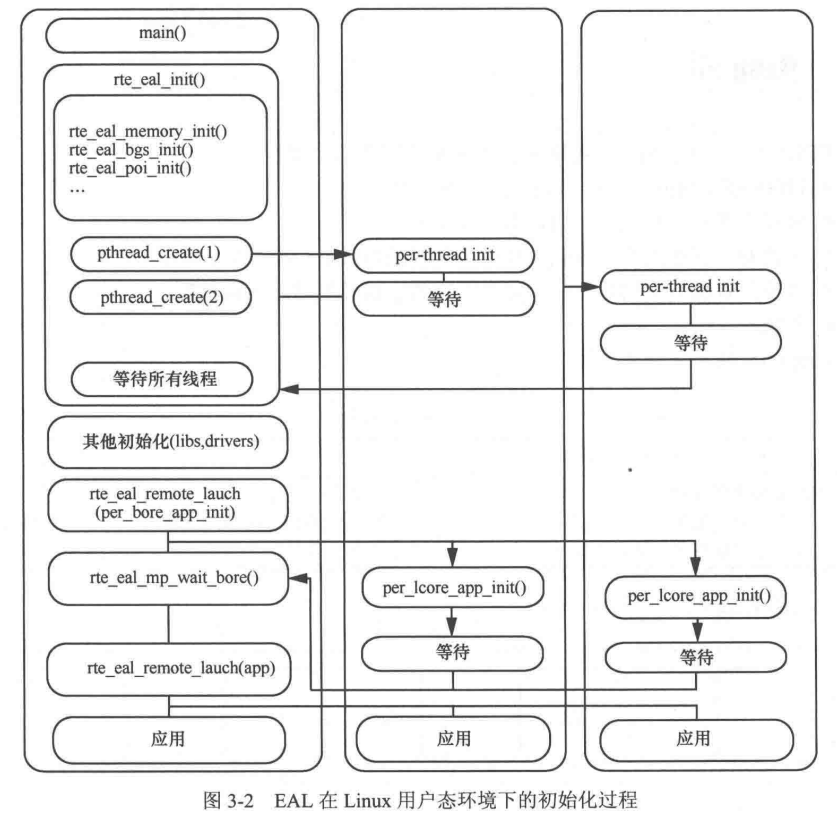 main()
rte_eal_init()
rte_eal_memory_init()
rte_eal_bgs_init()
rte_eal_poi_init()
…
pthread_create(1)
pthread_create(2)
等待所有线程
per-thread init
等待
per-thread init
等待
其他初始化(libs,drivers)
rte_eal_remote_lauch
(per_bore_app_init)
rte_eal_mp_wait_bore()
rte_eal_remote_lauch(app)
应用
per_lcore_app_init()
等待
应用
per_lcore_app_init()
等待
应用
图 3-2 EAL 在 Linux 用户态环境下的初始化过程